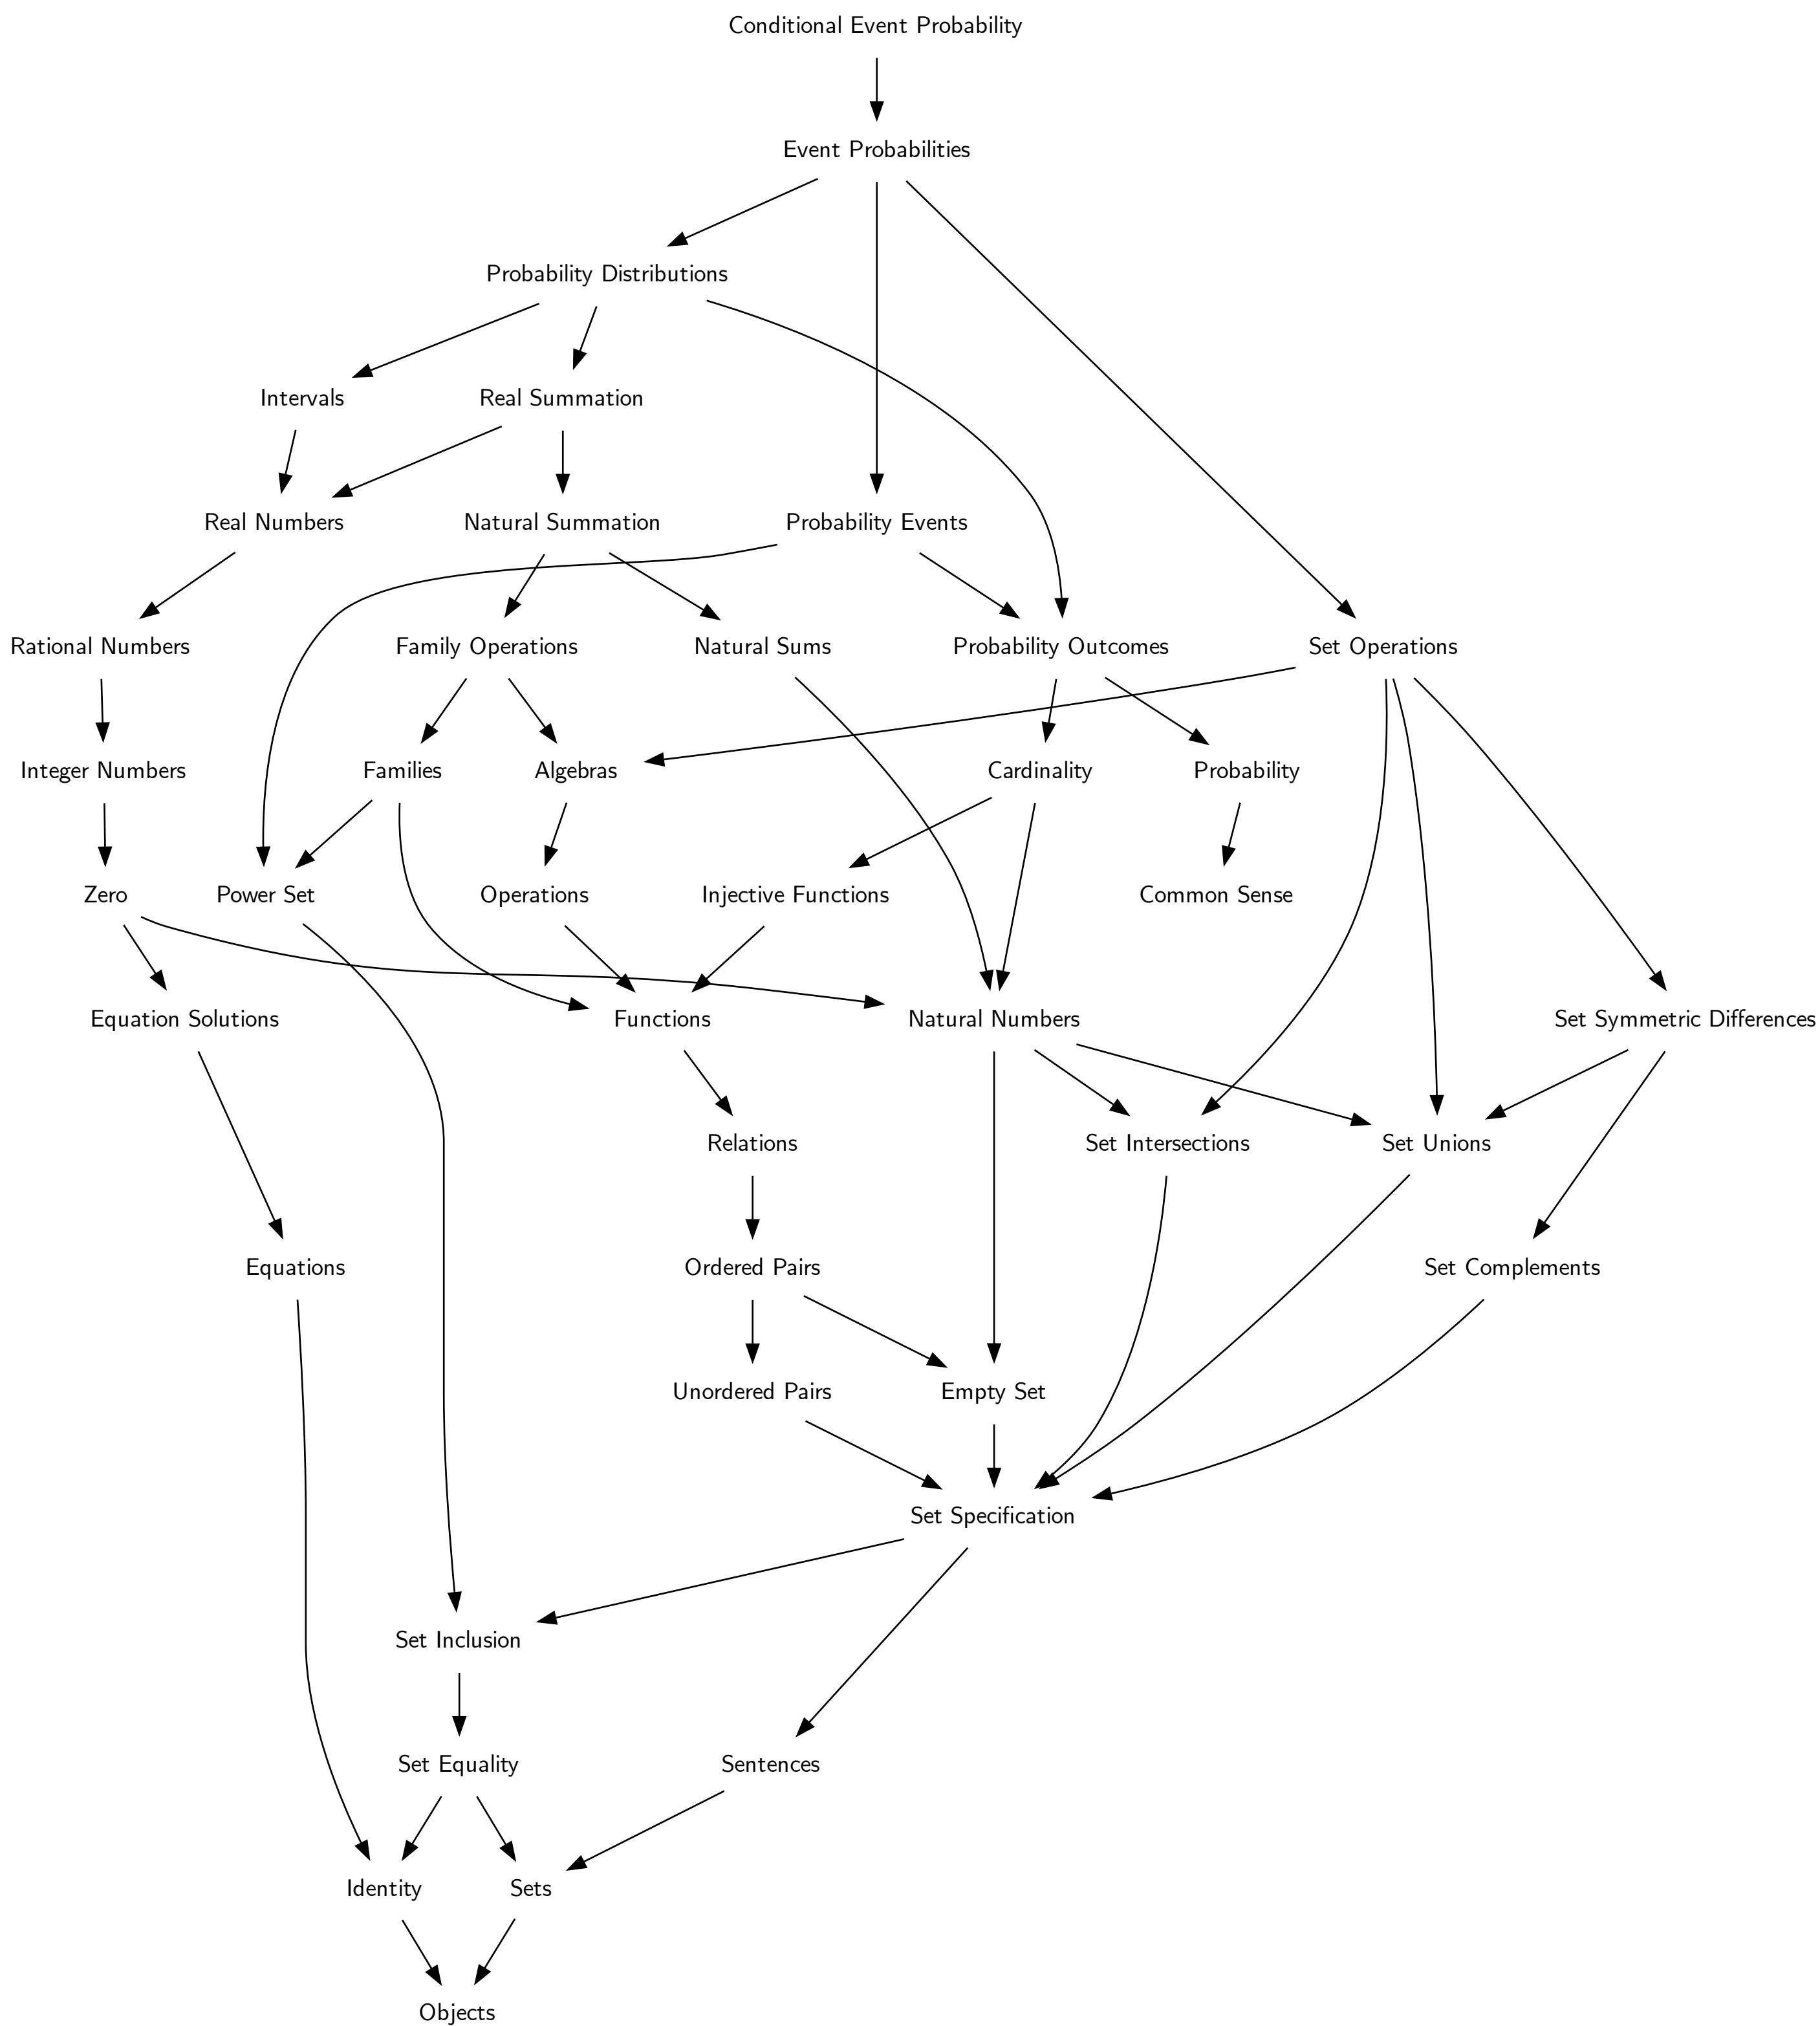 Conditional Event Probability
Event Probabilities
Probability Distributions
Intervals
Real Summation
Real Numbers
Natural Summation
Probability Events
Rational Numbers
Family Operations
Natural Sums
Probability Outcomes
Set Operations
Integer Numbers
Families
Algebras
Cardinality
Probability
Zero
Power Set
Operations
Injective Functions
Common Sense
Equation Solutions
Functions
Natural Numbers
Set Symmetric Differences
Relations
Set Intersections
Set Unions
Equations
Ordered Pairs
Set Complements
Unordered Pairs
Empty Set
Set Specification
Set Inclusion
Set Equality
Sentences
Identity
Sets
Objects